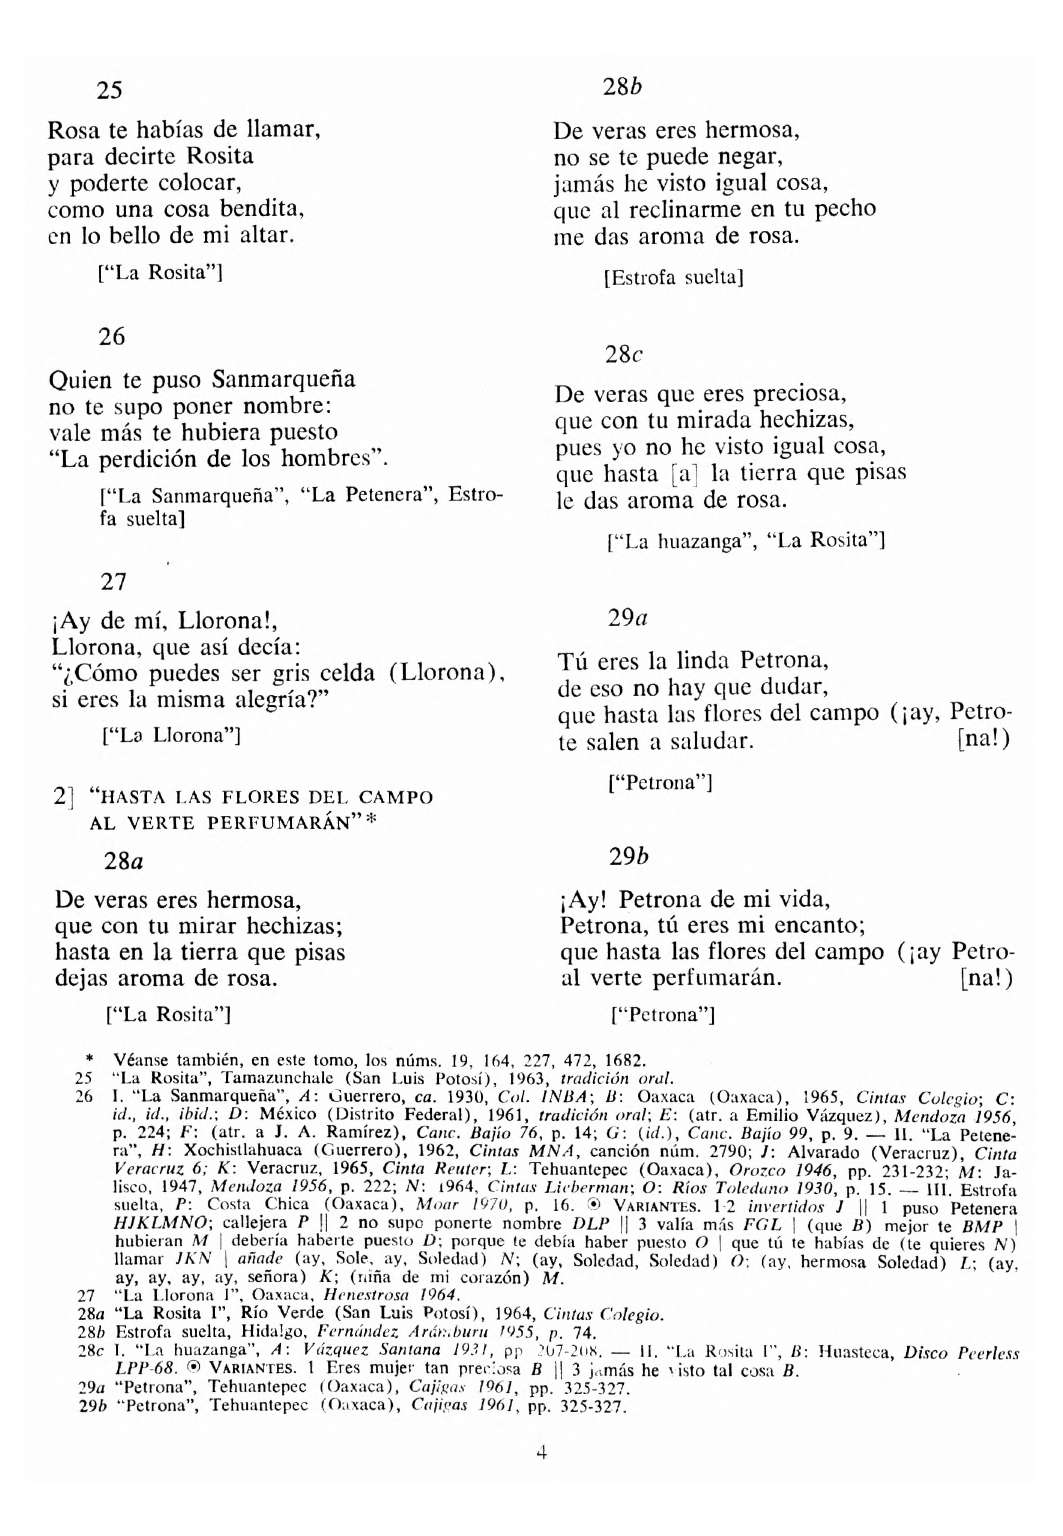 25
Rosa te habías de llamar,
para decirte Rosita
y poderte colocar,
como una cosa bendita,
en lo bello de mi altar.
[“La Rosita”]
26
Quien te puso Sanmarqueña
no te supo poner nombre:
vale más te hubiera puesto
“La perdición de los hombres”.
[“La Sanmarqueña”, “La Petenera”, Estro-
fa suelta]
27
¡Ay de mí, Llorona!,
Llorona, que así decía:
“¿Cómo puedes ser gris celda (Llorona),
si eres la misma alegría?”
[“La Llorona”]
2] “HASTA LAS FLORES DEL CAMPO
AL VERTE PERFUMARÁN”*
28a
De veras eres hermosa,
que con tu mirar hechizas;
hasta en la tierra que pisas
dejas aroma de rosa.
[“La Rosita”]
28b
De veras eres hermosa,
no se te puede negar,
jamás he visto igual cosa,
que al reclinarme en tu pecho
me das aroma de rosa.
[Estrofa suelta]
28c
De veras que eres preciosa,
que con tu mirada hechizas,
pues yo no he visto igual cosa,
que hasta [a] la tierra que pisas
le das aroma de rosa.
[“La huazanga”, “La Rosita”]
29a
Tú eres la linda Petrona,
de eso no hay que dudar,
que hasta las flores del campo (¡ay, Petro-
te salen a saludar. [na!)
[“Petrona”]
29b
¡Ay! Petrona de mi vida,
Petrona, tú eres mi encanto;
que hasta las flores del campo (¡ay Petro-
al verte perfumarán. [na!)
[“Petrona”]
* Véanse también, en este tomo, los núms. 19, 164, 227, 472, 1682.
25 “La Rosita”, Tamazunchale (San Luis Potosí), 1963, tradición oral.
26 I. “La Sanmarqueña”, A: Guerrero, ca. 1930, Col. INBA; B: Oaxaca (Oaxaca), 1965, Cintas Colegio; C:
id., id., ibid.; D: México (Distrito Federal), 1961, tradición oral; E: (atr. a Emilio Vázquez), Mendoza 1956,
p. 224; F: (atr. a J. A. Ramírez), Canc. Bajío 76, p. 14; G: (id.), Canc. Bajío 99, p. 9. — II. “La Petene-
ra”, H: Xochistlahuaca (Guerrero), 1962, Cintas MNA, canción núm. 2790; J: Alvarado (Veracruz), Cinta
Veracruz 6; K: Veracruz, 1965, Cinta Reuter; L: Tehuantepec (Oaxaca), Orozco 1946, pp. 231-232; M: Ja-
lisco, 1947, Mendoza 1956, p. 222; N: 1964, Cintas Lieberman; O: Ríos Toledano 1930, p. 15. — III. Estrofa
suelta, P: Costa Chica (Oaxaca), Moar 1970, p. 16. ⊙ VARIANTES. 1-2 invertidos J || 1 puso Petenera
HJKLMNO; callejera P || 2 no supo ponerte nombre DLP || 3 valía más FGL | (que B) mejor te BMP |
hubieran M | debería haberte puesto D; porque te debía haber puesto O | que tú te habías de (te quieres N)
llamar JKN | añade (ay, Sole, ay, Soledad) N; (ay, Soledad, Soledad) O; (ay, hermosa Soledad) L; (ay,
ay, ay, ay, ay, señora) K; (niña de mi corazón) M.
27 “La Llorona I”, Oaxaca, Henestrosa 1964.
28a “La Rosita I”, Río Verde (San Luis Potosí), 1964, Cintas Colegio.
28b Estrofa suelta, Hidalgo, Fernández Arámburu 1955, p. 74.
28c I. “La huazanga”, A: Vázquez Santana 1931, pp. 207-208. — II. “La Rosita I”, B: Huasteca, Disco Peerless
LPP-68. ⊙ VARIANTES. 1 Eres mujer tan preciosa B || 3 jamás he visto tal cosa B.
29a “Petrona”, Tehuantepec (Oaxaca), Cajigas 1961, pp. 325-327.
29b “Petrona”, Tehuantepec (Oaxaca), Cajigas 1961, pp. 325-327.
4